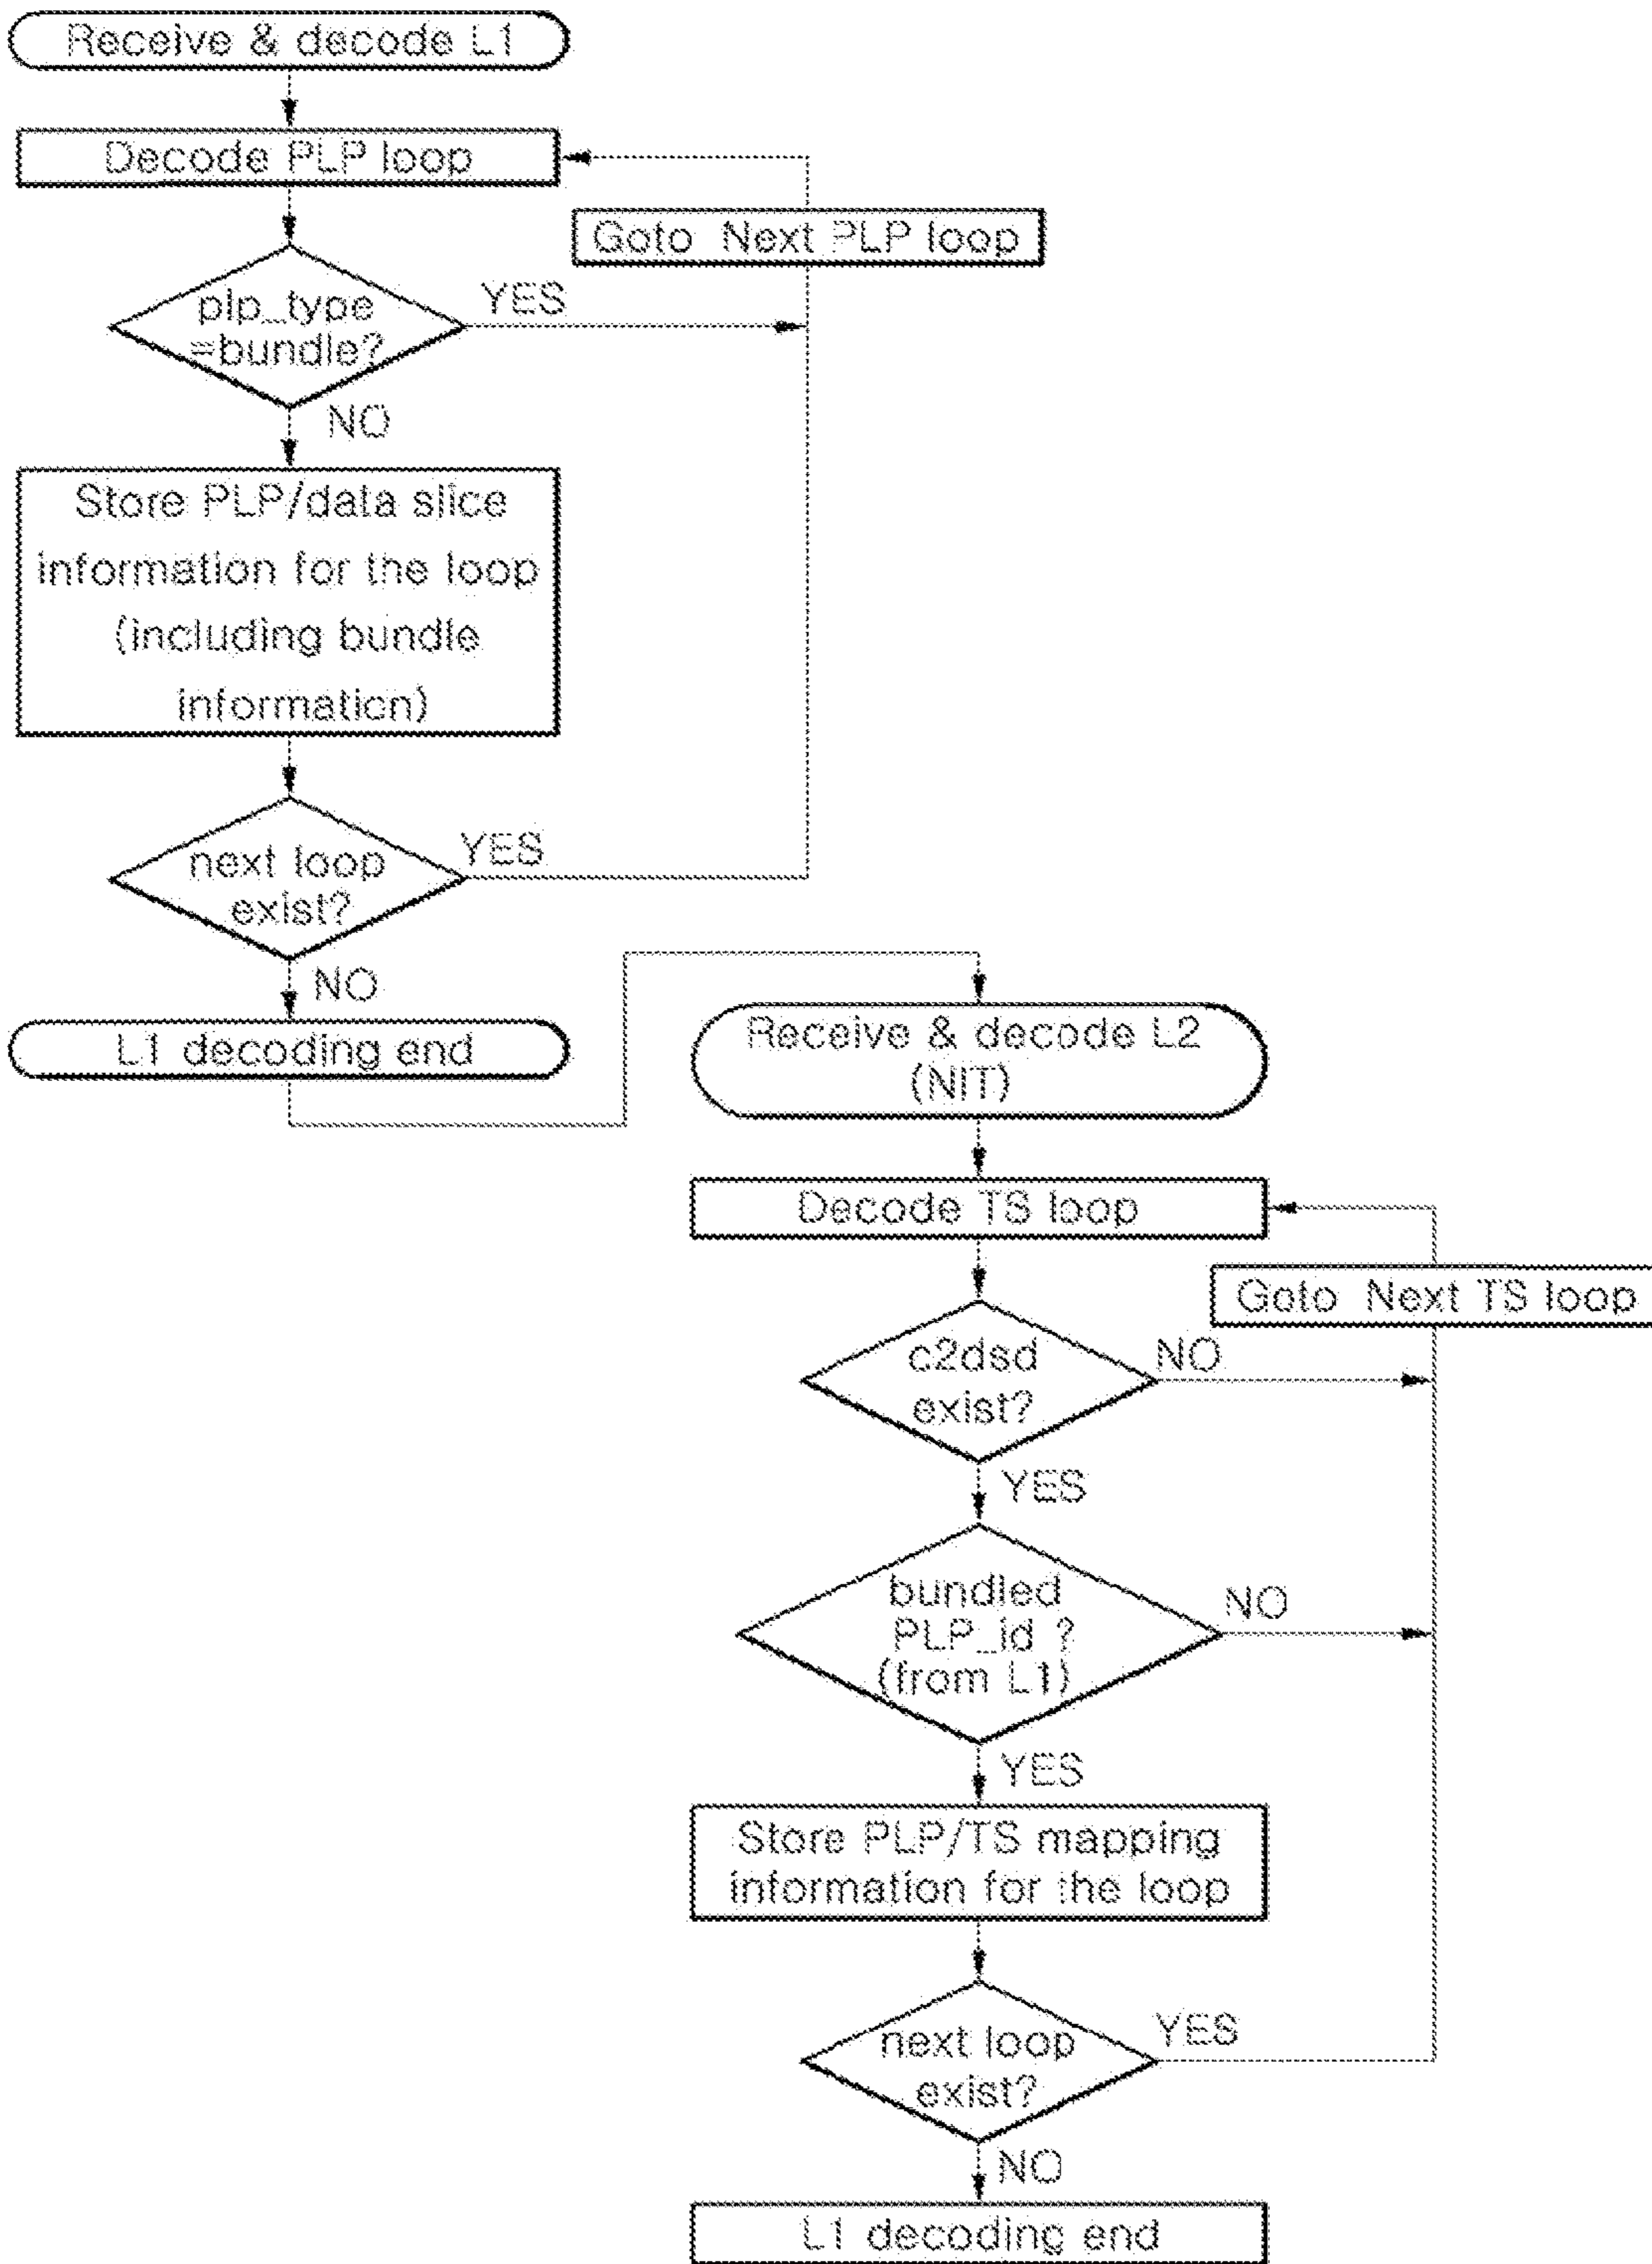 Receive & decode L1
Decode PLP loop
Goto Next PLP loop
plp_type
=bundle?
YES
NO
Store PLP/data slice
information for the loop
(including bundle
information)
next loop
exist?
YES
NO
L1 decoding end
Receive & decode L2
(NIT)
Decode TS loop
Goto Next TS loop
c2dsd
exist?
NO
YES
bundled
PLP_id ?
(from L1)
NO
YES
Store PLP/TS mapping
information for the loop
next loop
exist?
YES
NO
L1 decoding end